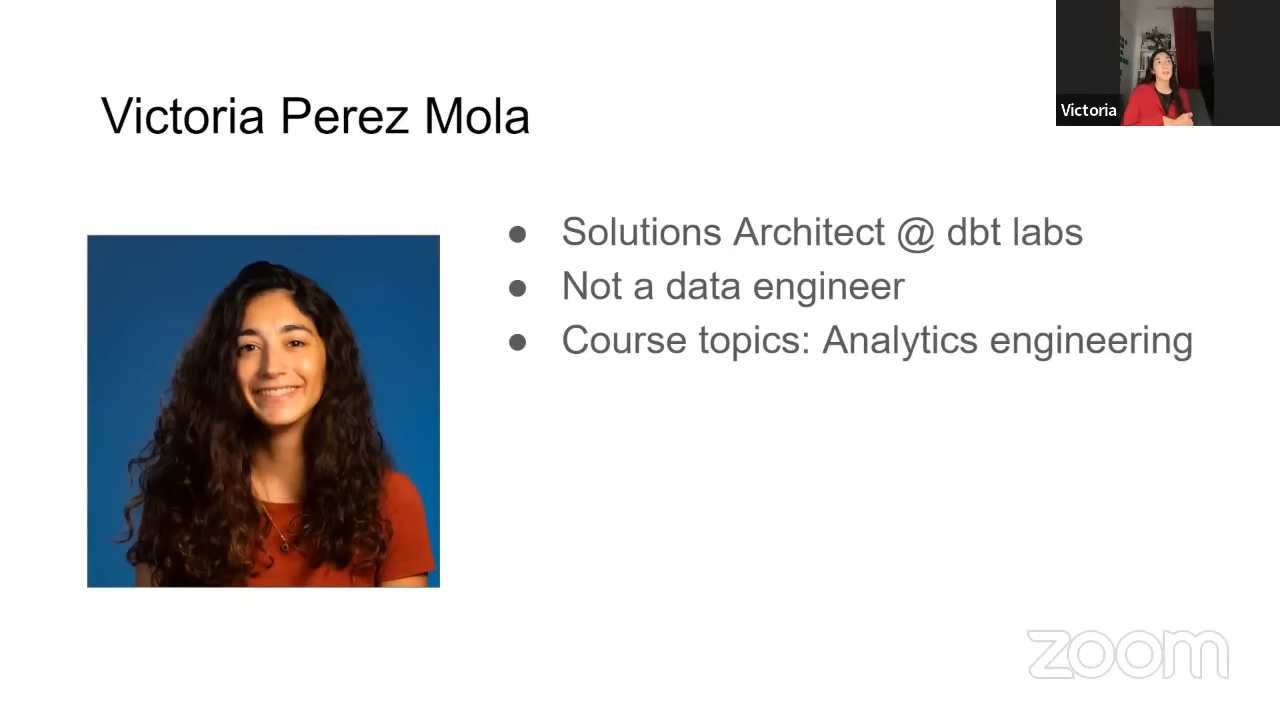 Victoria Perez Mola
Victoria
● Solutions Architect @ dbt labs
● Not a data engineer
● Course topics: Analytics engineering
zoom